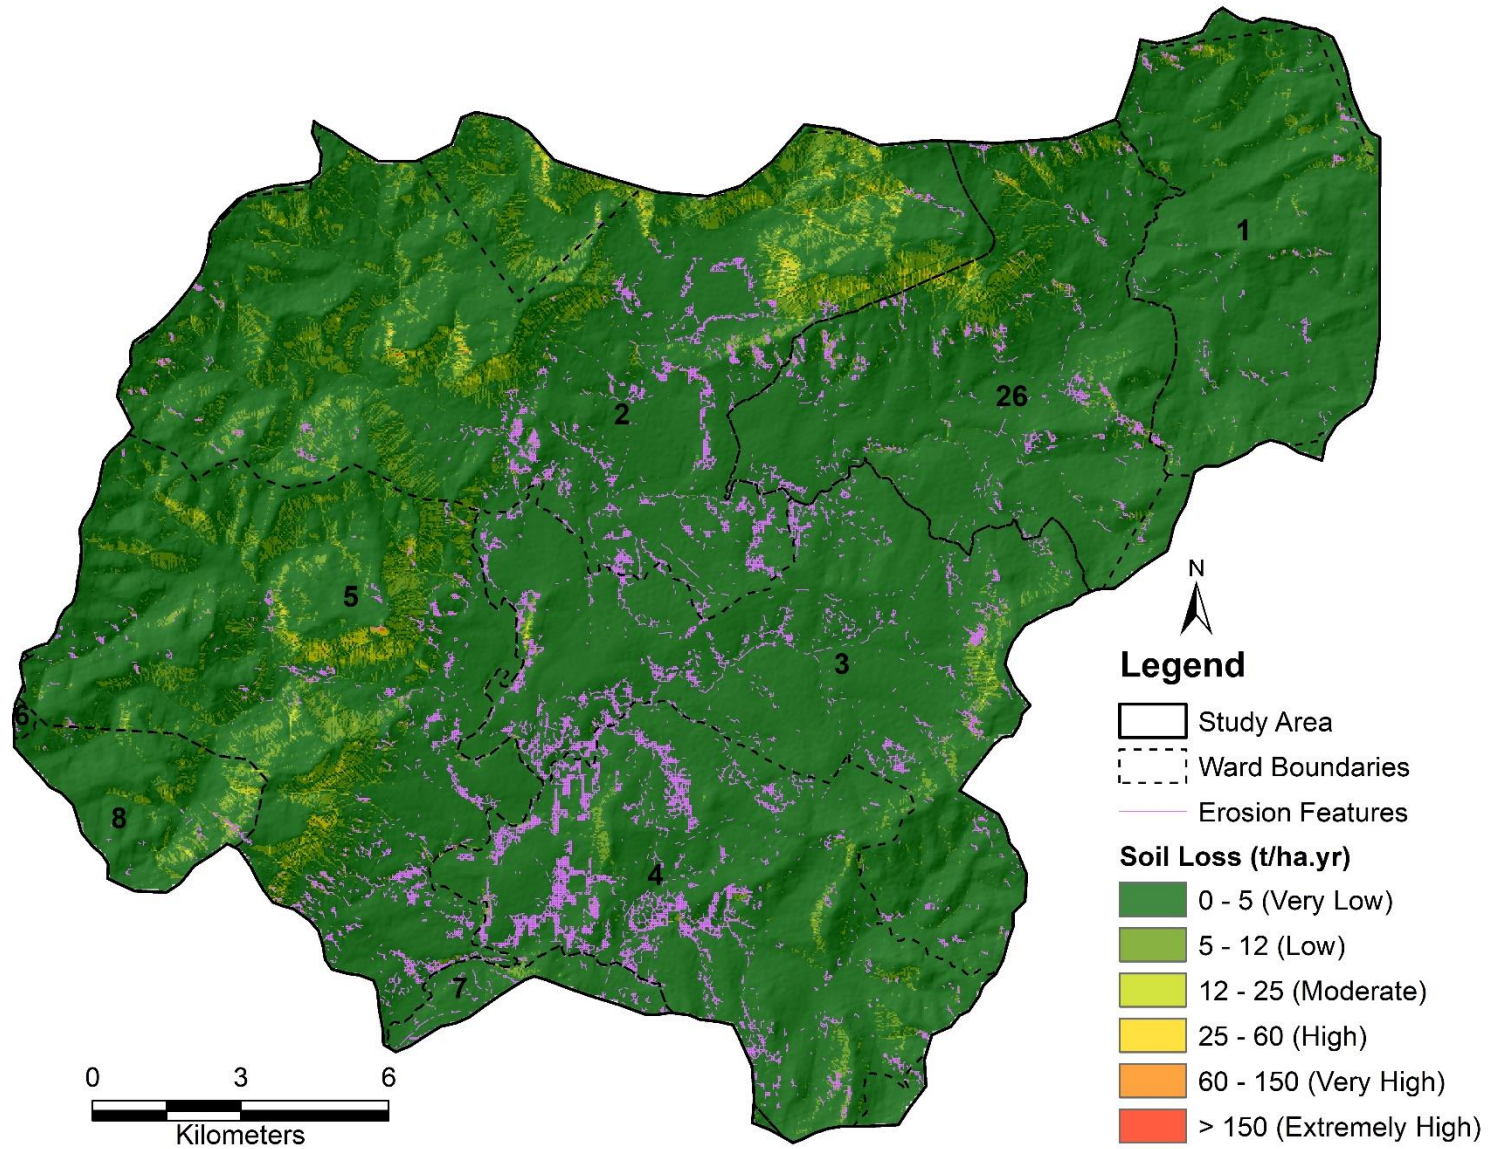 1
26
2
5
3
6
8
4
7
N
Legend
Study Area
Ward Boundaries
Erosion Features
Soil Loss (t/ha.yr)
0 - 5 (Very Low)
5 - 12 (Low)
12 - 25 (Moderate)
25 - 60 (High)
60 - 150 (Very High)
> 150 (Extremely High)
0 3 6
Kilometers